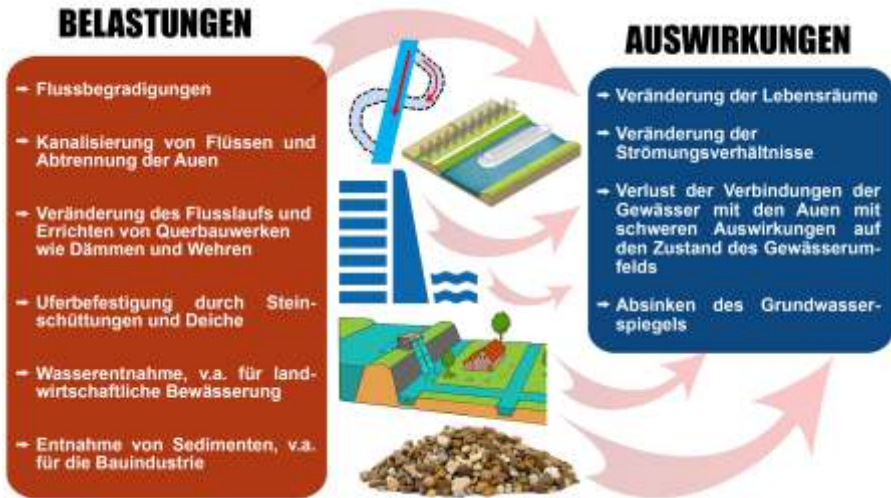 BELASTUNGEN
→ Flussbegradigungen
→ Kanalisierung von Flüssen und
Abtrennung der Auen
→ Veränderung des Flusslaufs und
Errichten von Querbauwerken
wie Dämmen und Wehren
→ Uferbefestigung durch Stein-
schüttungen und Deiche
→ Wasserentnahme, v.a. für land-
wirtschaftliche Bewässerung
→ Entnahme von Sedimenten, v.a.
für die Bauindustrie
AUSWIRKUNGEN
→ Veränderung der Lebensräume
→ Veränderung der
Strömungsverhältnisse
→ Verlust der Verbindungen der
Gewässer mit den Auen mit
schweren Auswirkungen auf
den Zustand des Gewässerum-
felds
→ Absinken des Grundwasser-
spiegels